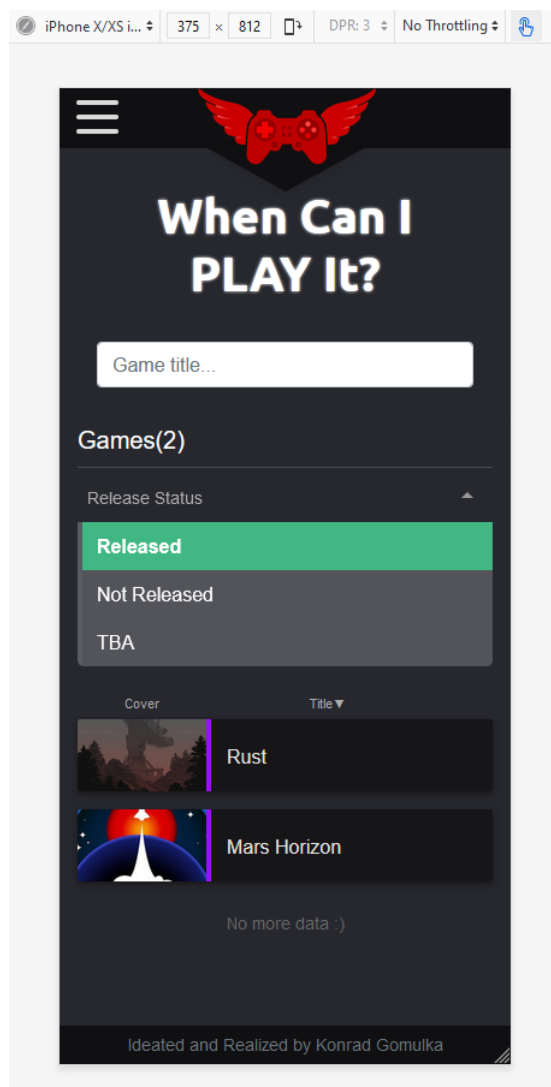 iPhone X/XS i...
375 × 812
DPR: 3
No Throttling
When Can I
PLAY It?
Game title...
Games(2)
Release Status
Released
Not Released
TBA
Cover Title▼
Rust
Mars Horizon
No more data :)
Ideated and Realized by Konrad Gomulka